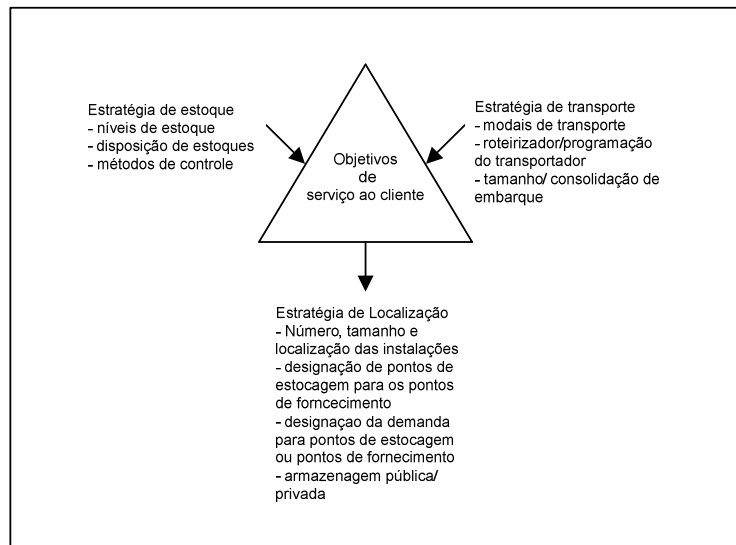 Estratégia de estoque
- níveis de estoque
- disposição de estoques
- métodos de controle
Objetivos
de
serviço ao cliente
Estratégia de transporte
- modais de transporte
- roteirizador/programação
do transportador
- tamanho/ consolidação de
embarque
Estratégia de Localização
- Número, tamanho e
localização das instalações
- designação de pontos de
estocagem para os pontos
de forncecimento
- designaçao da demanda
para pontos de estocagem
ou pontos de fornecimento
- armazenagem pública/
privada